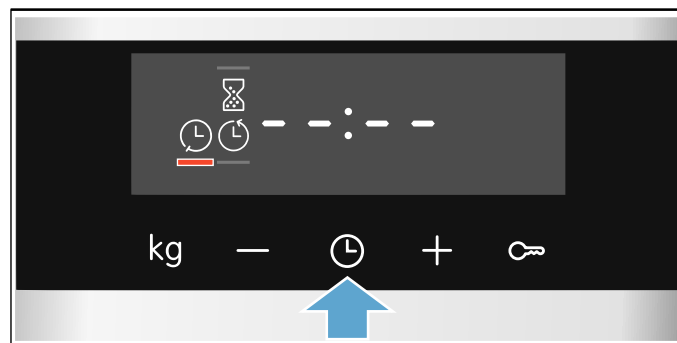 --:--
kg — +